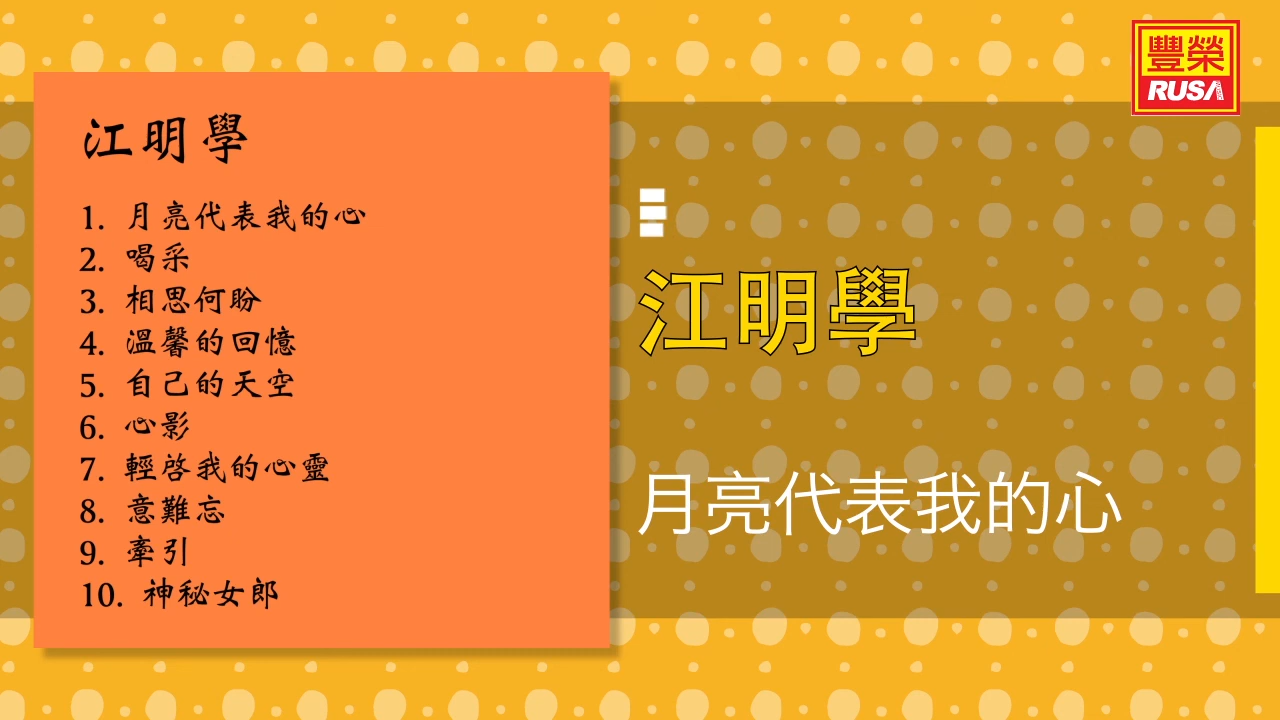 江明學
1. 月亮代表我的心
2. 喝采
3. 相思何盼
4. 溫馨的回憶
5. 自己的天空
6. 心影
7. 輕啓我的心靈
8. 意難忘
9. 牽引
10. 神秘女郎
豐榮
RUSA
江明學
月亮代表我的心